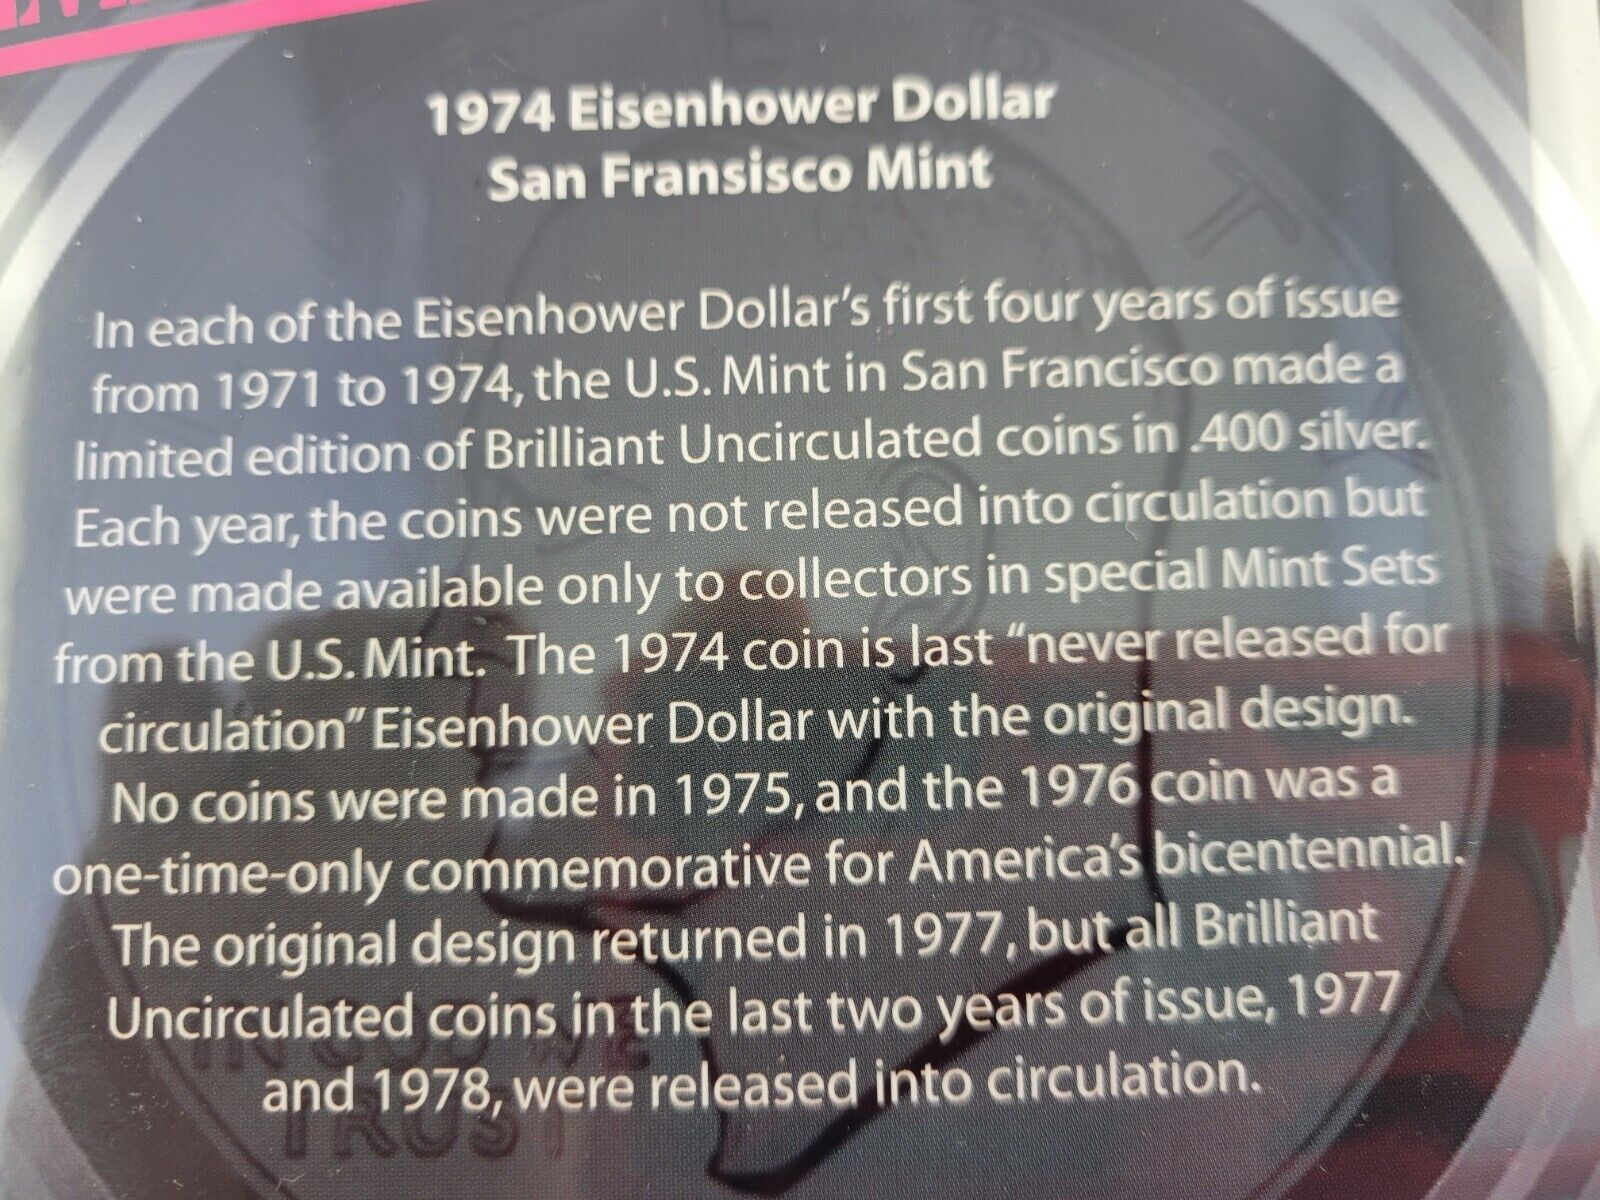 1974 Eisenhower Dollar
San Fransisco Mint
In each of the Eisenhower Dollar's first four years of issue
from 1971 to 1974, the U.S. Mint in San Francisco made a
limited edition of Brilliant Uncirculated coins in .400 silver.
Each year, the coins were not released into circulation but
were made available only to collectors in special Mint Sets
from the U.S. Mint. The 1974 coin is last "never released for
circulation" Eisenhower Dollar with the original design.
No coins were made in 1975, and the 1976 coin was a
one-time-only commemorative for America's bicentennial.
The original design returned in 1977, but all Brilliant
Uncirculated coins in the last two years of issue, 1977
and 1978, were released into circulation.
IN GOD WE
TRUST